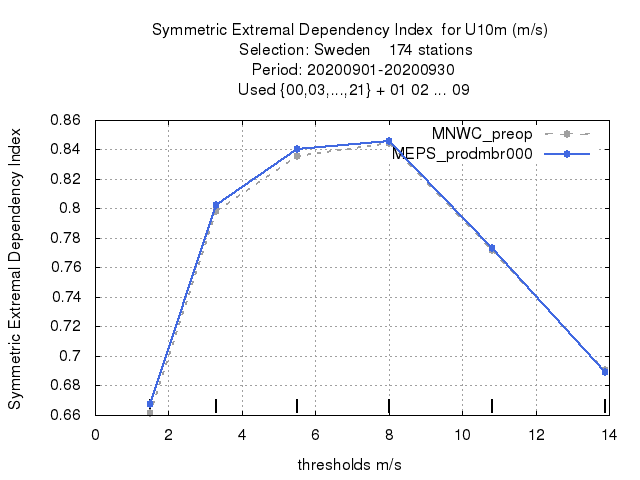 Symmetric Extremal Dependency Index for U10m (m/s)
Selection: Sweden 174 stations
Period: 20200901-20200930
Used {00,03,...,21} + 01 02 ... 09
Symmetric Extremal Dependency Index
0.86
0.84
0.82
0.8
0.78
0.76
0.74
0.72
0.7
0.68
0.66
MNWC_preop
MEPS_prodmbr000
0 2 4 6 8 10 12 14
thresholds m/s